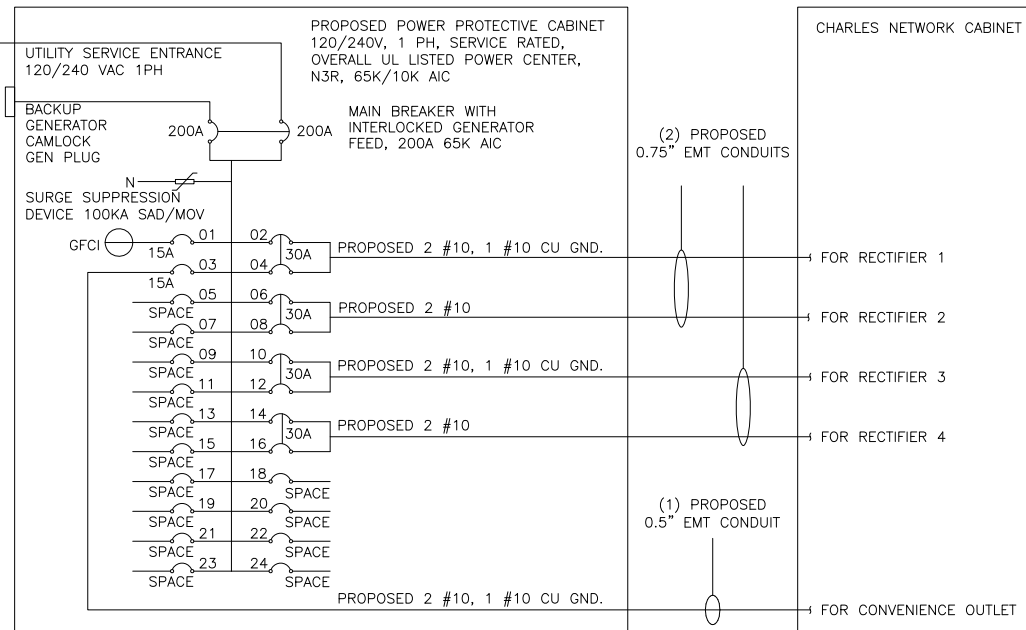 PROPOSED POWER PROTECTIVE CABINET
120/240V, 1 PH, SERVICE RATED,
OVERALL UL LISTED POWER CENTER,
N3R, 65K/10K AIC
CHARLES NETWORK CABINET
UTILITY SERVICE ENTRANCE
120/240 VAC 1PH
BACKUP
GENERATOR
CAMLOCK
GEN PLUG
200A
200A
MAIN BREAKER WITH
INTERLOCKED GENERATOR
FEED, 200A 65K AIC
(2) PROPOSED
0.75" EMT CONDUITS
N
SURGE SUPPRESSION
DEVICE 100KA SAD/MOV
GFCI
15A
01
02
30A
PROPOSED 2 #10, 1 #10 CU GND.
FOR RECTIFIER 1
15A
03
04
SPACE
05
06
30A
PROPOSED 2 #10
FOR RECTIFIER 2
SPACE
07
08
SPACE
09
10
30A
PROPOSED 2 #10, 1 #10 CU GND.
FOR RECTIFIER 3
SPACE
11
12
SPACE
13
14
30A
PROPOSED 2 #10
FOR RECTIFIER 4
SPACE
15
16
SPACE
17
18
SPACE
SPACE
19
20
SPACE
SPACE
21
22
SPACE
SPACE
23
24
SPACE
(1) PROPOSED
0.5" EMT CONDUIT
PROPOSED 2 #10, 1 #10 CU GND.
FOR CONVENIENCE OUTLET